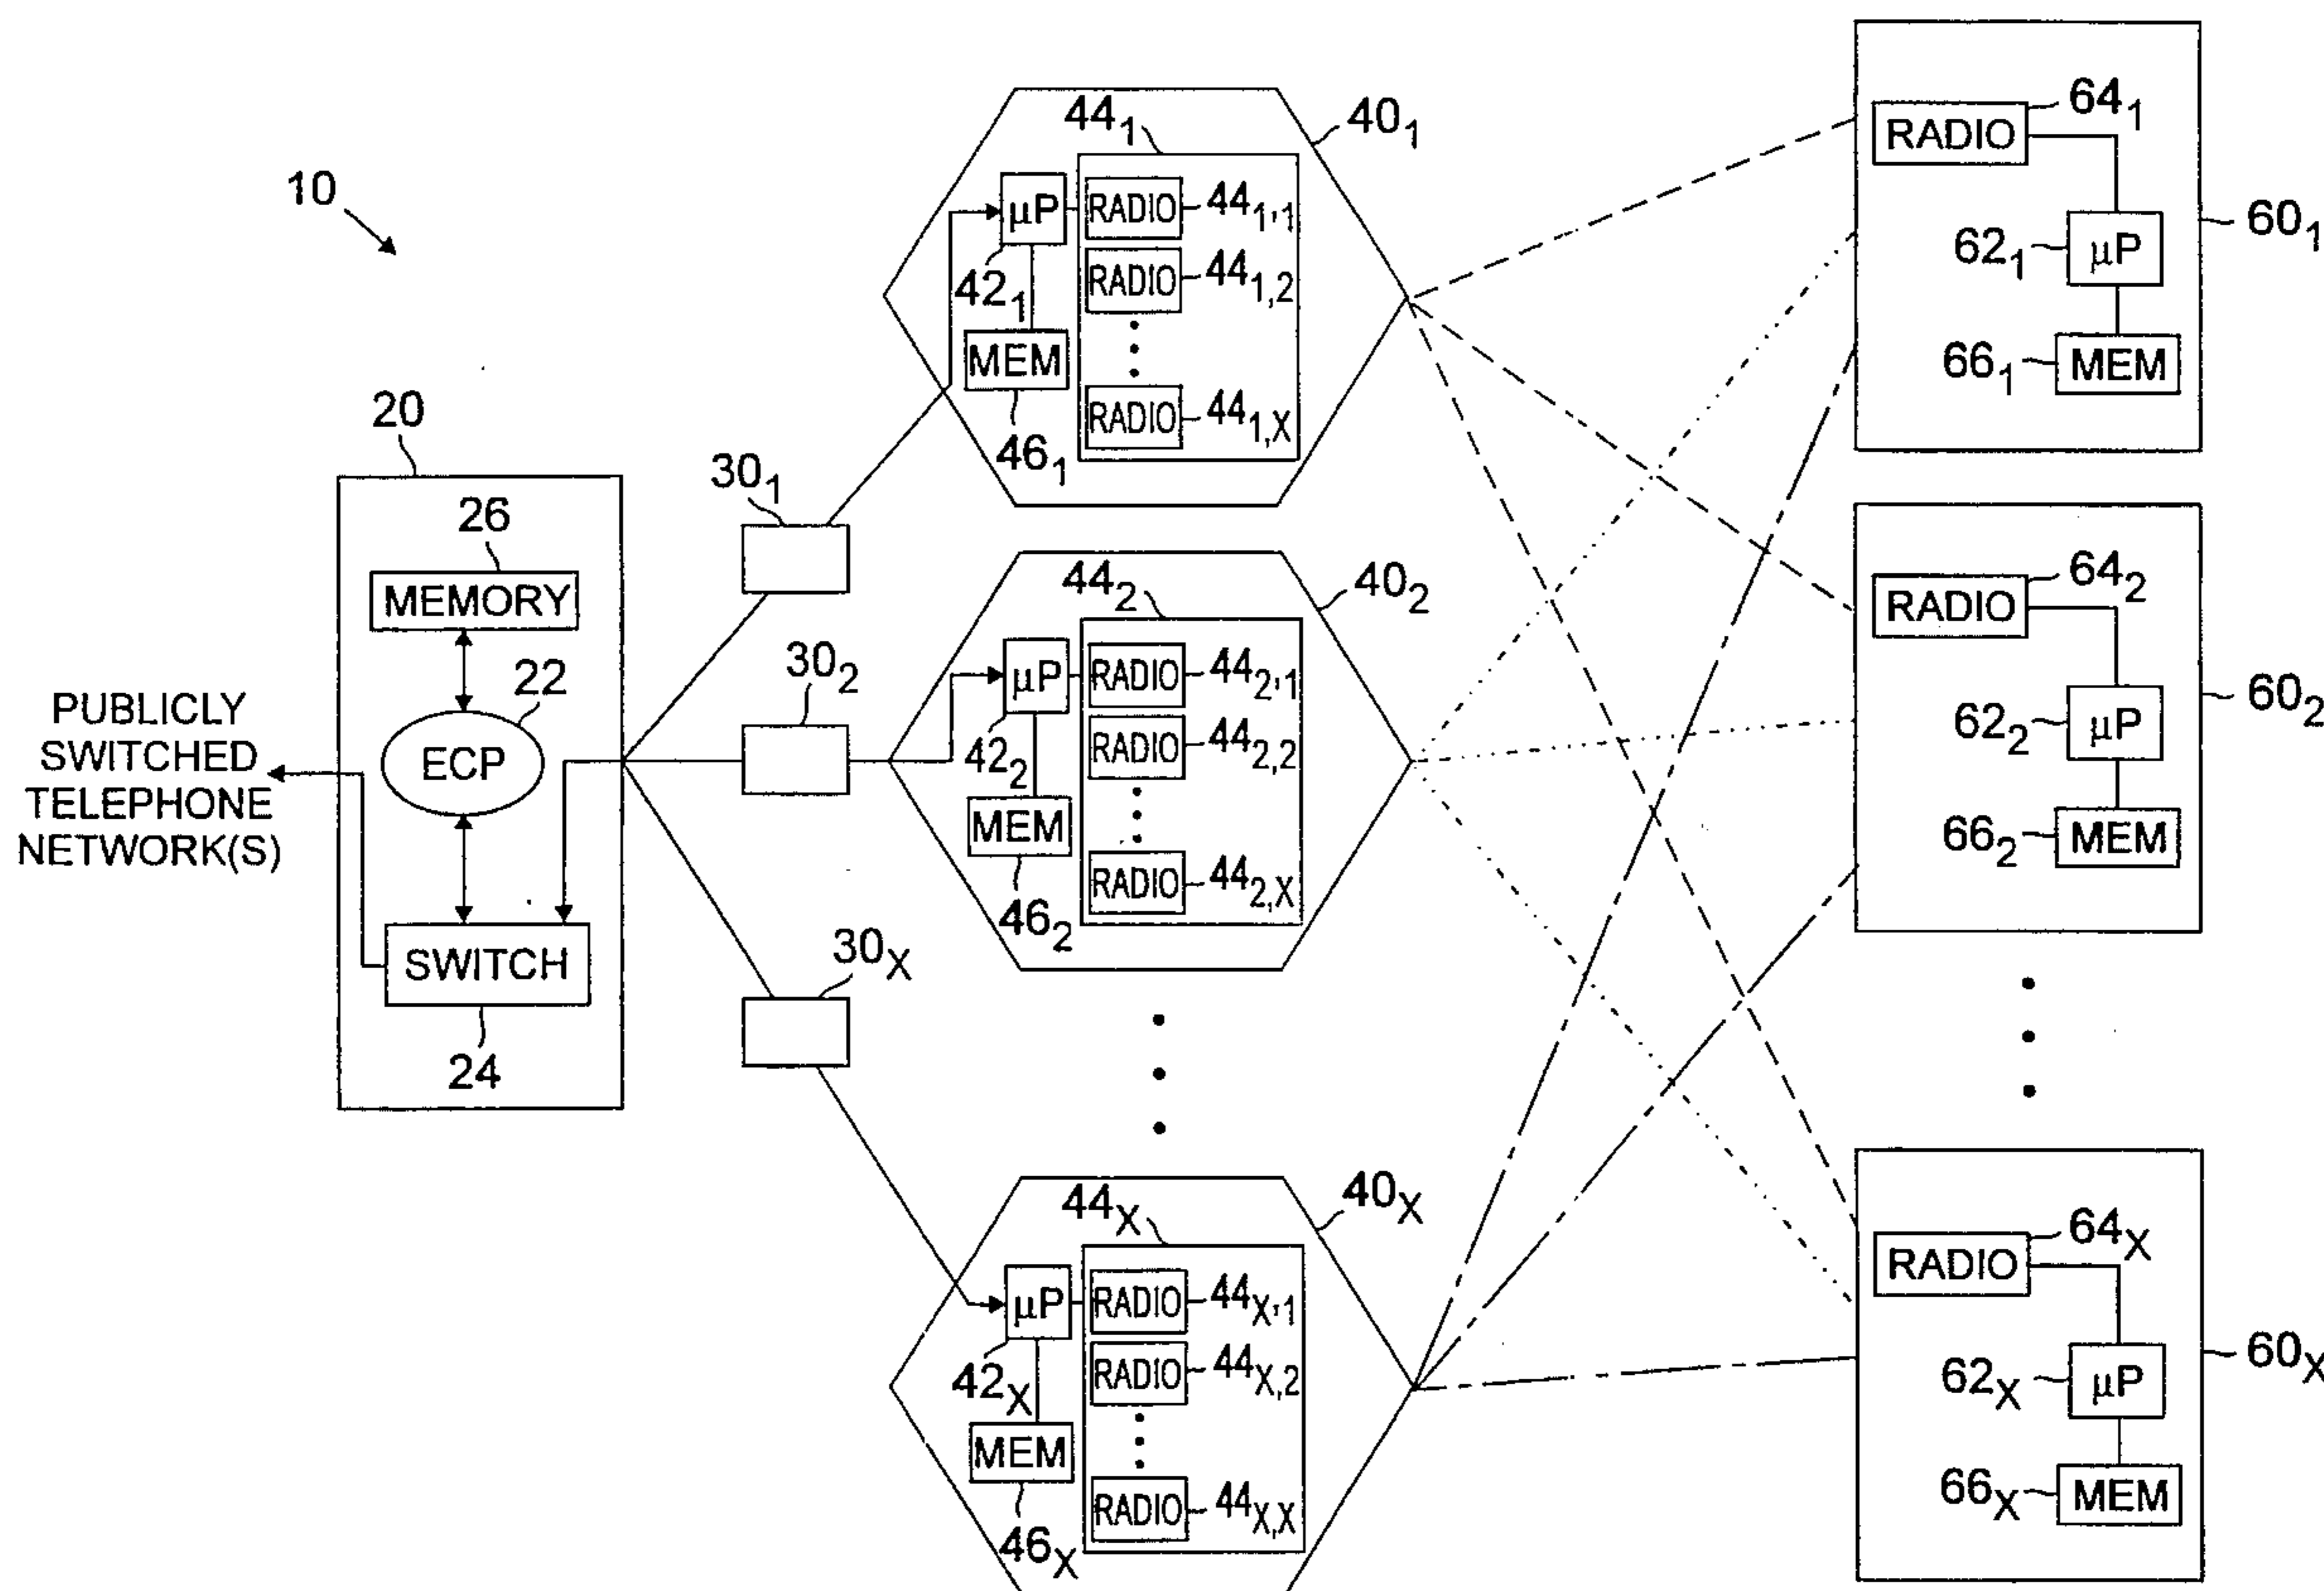 10
PUBLICLY
SWITCHED
TELEPHONE
NETWORK(S)
20
26
MEMORY
22
ECP
SWITCH
24
30₁
30₂
30X
44₁
40₁
μP
RADIO
44₁,₁
42₁
RADIO
44₁,₂
MEM
46₁
RADIO
44₁,X
44₂
40₂
μP
RADIO
44₂,₁
42₂
RADIO
44₂,₂
MEM
46₂
RADIO
44₂,X
44X
40X
μP
RADIO
44X,₁
42X
RADIO
44X,₂
MEM
46X
RADIO
44X,X
RADIO
64₁
62₁
μP
60₁
66₁
MEM
RADIO
64₂
62₂
μP
60₂
66₂
MEM
RADIO
64X
62X
μP
60X
66X
MEM